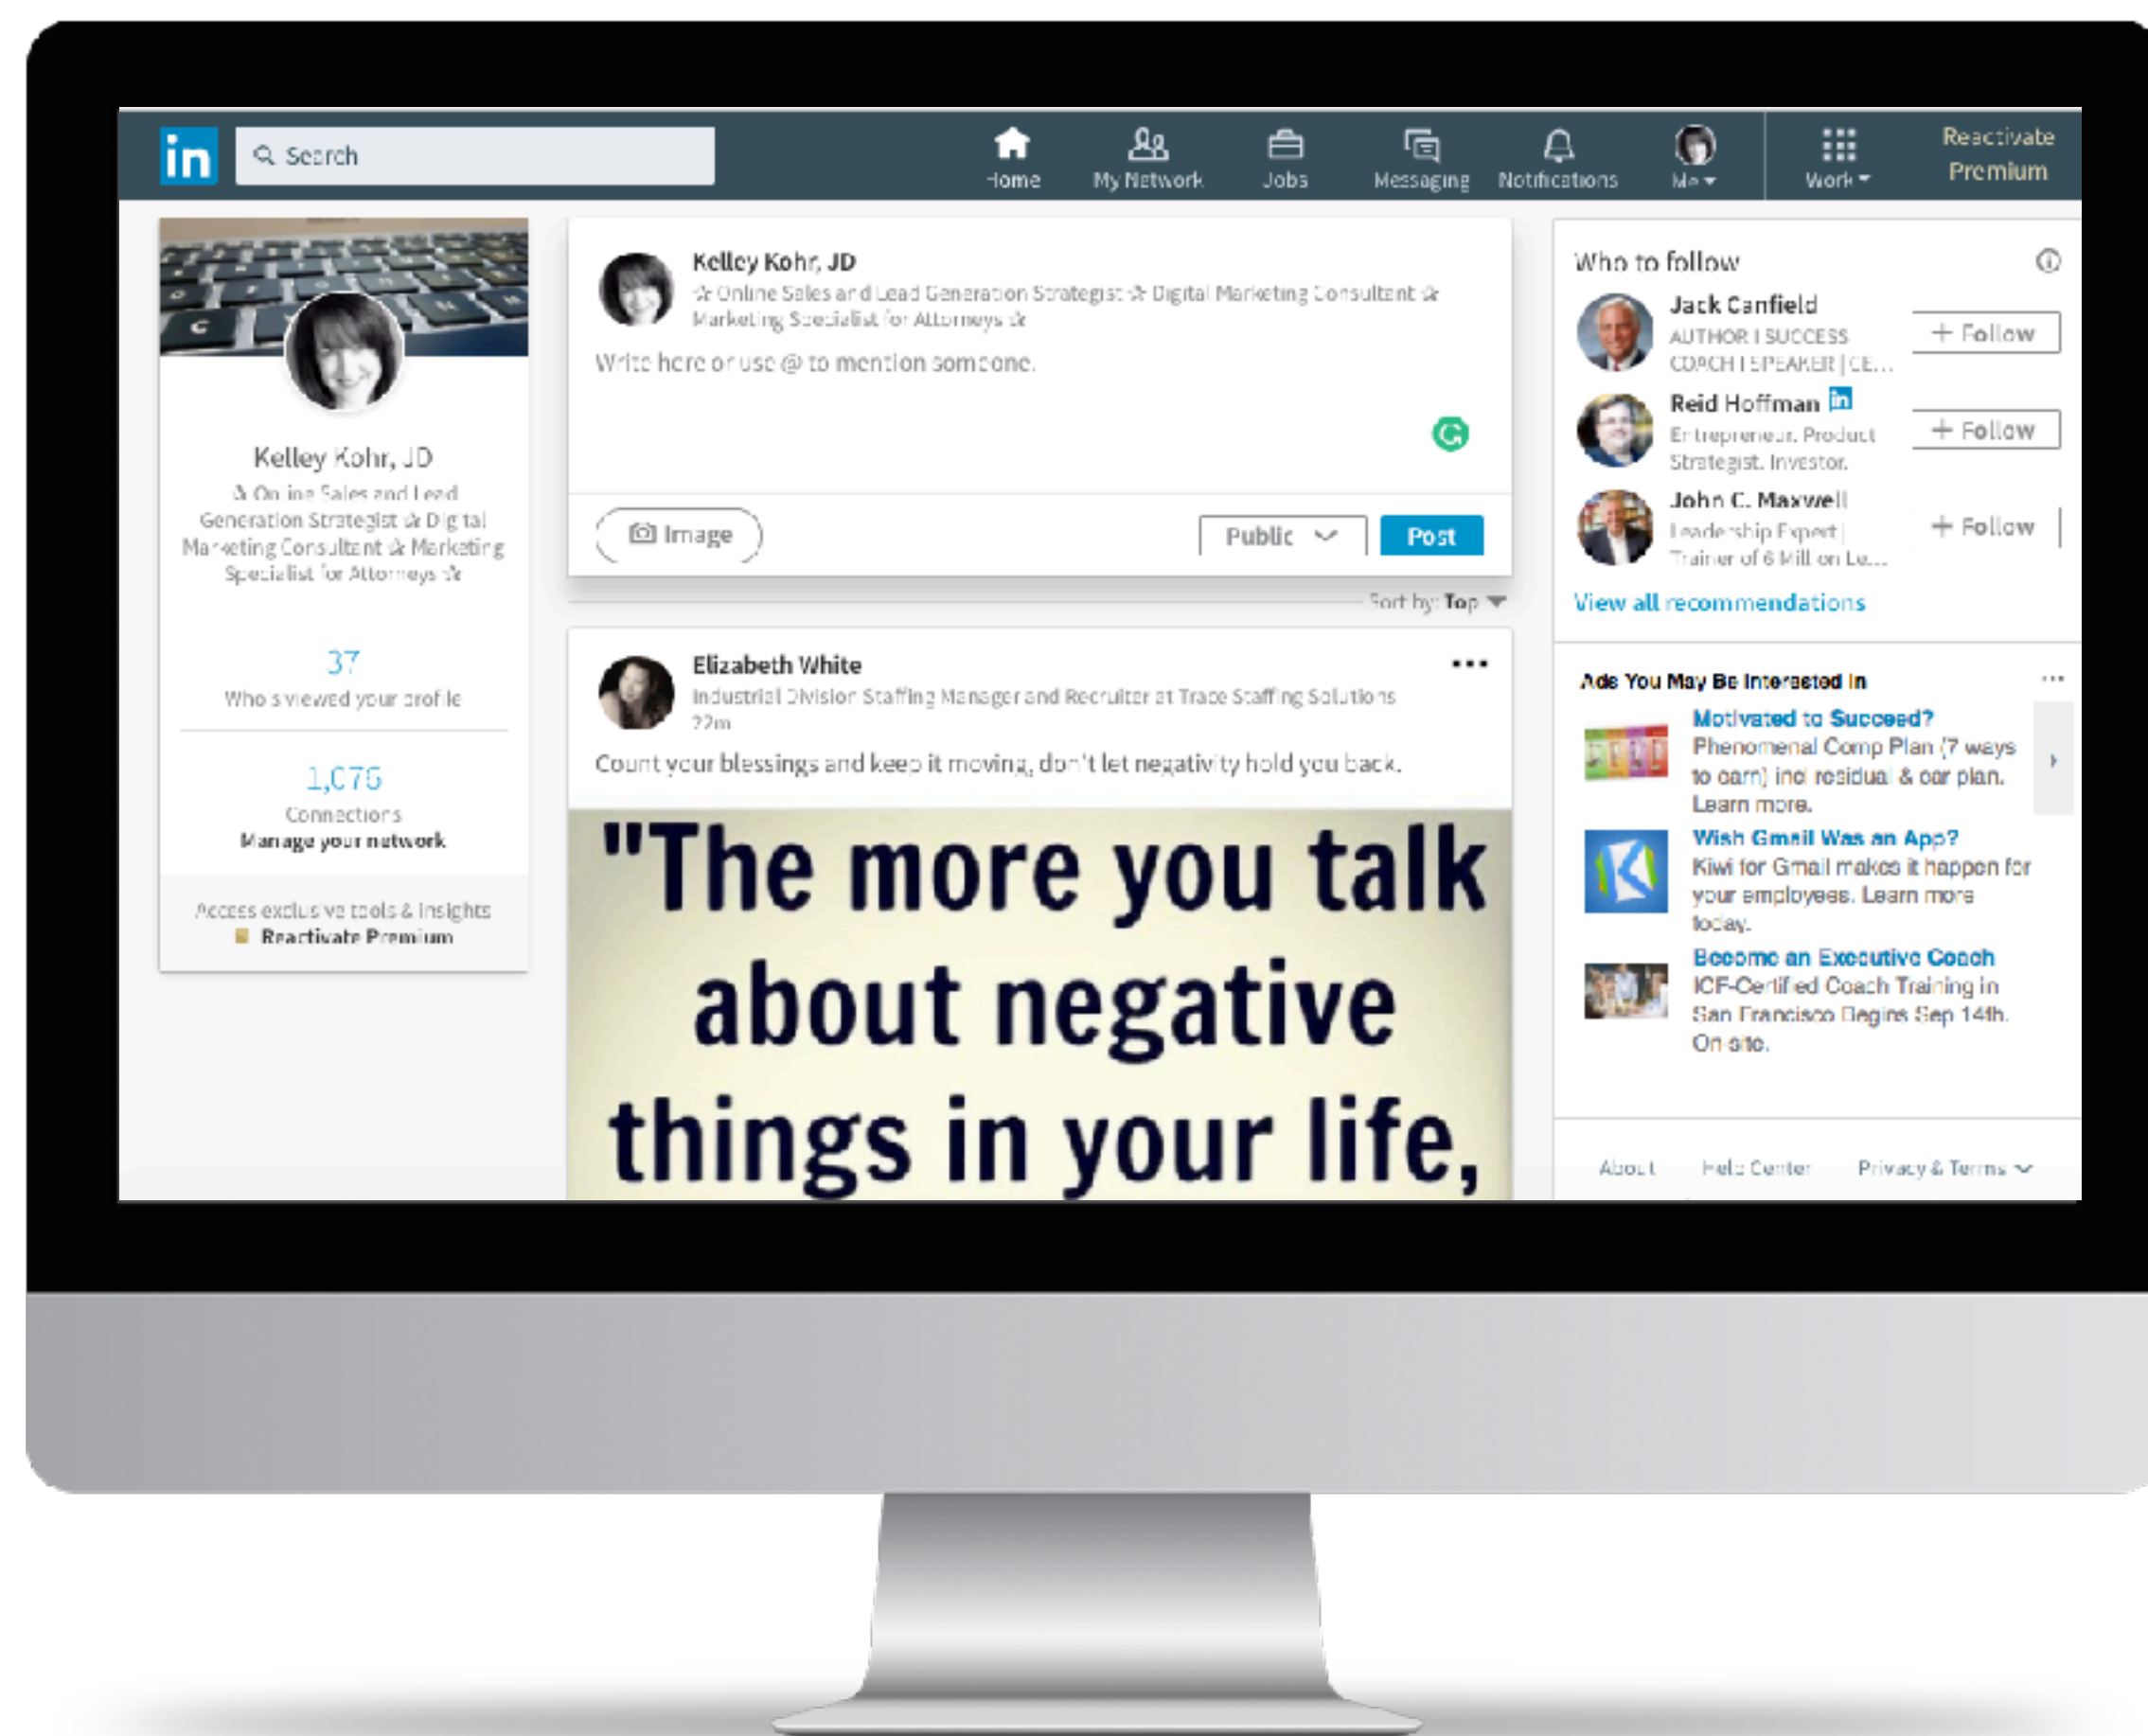 in
Search
Home
My Network
Jobs
Messaging
Notifications
Me
Work
Reactivate
Premium
Kelley Kohr, JD
☆ Online Sales and Lead
Generation Strategist ☆ Digital
Marketing Consultant ☆ Marketing
Specialist for Attorneys ☆
37
Who's viewed your profile
1,076
Connections
Manage your network
Access exclusive tools & insights
Reactivate Premium
Kelley Kohr, JD
☆ Online Sales and Lead Generation Strategist ☆ Digital Marketing Consultant ☆
Marketing Specialist for Attorneys ☆
Write here or use @ to mention someone.
Image
Public
Post
Sort by: Top
Elizabeth White
Industrial Division Staffing Manager and Recruiter at Trace Staffing Solutions
22m
Count your blessings and keep it moving, don't let negativity hold you back.
"The more you talk
about negative
things in your life,
Who to follow
Jack Canfield
AUTHOR I SUCCESS
COACH I SPEAKER | CE...
+ Follow
Reid Hoffman in
Entrepreneur. Product
Strategist. Investor.
+ Follow
John C. Maxwell
Leadership Expert |
Trainer of 6 Million Le...
+ Follow
View all recommendations
Ads You May Be Interested In
Motivated to Succeed?
Phenomenal Comp Plan (7 ways
to earn) incl residual & car plan.
Learn more.
Wish Gmail Was an App?
Kiwi for Gmail makes it happen for
your employees. Learn more
today.
Become an Executive Coach
ICF-Certified Coach Training in
San Francisco Begins Sep 14th.
On-site.
About
Help Center
Privacy & Terms